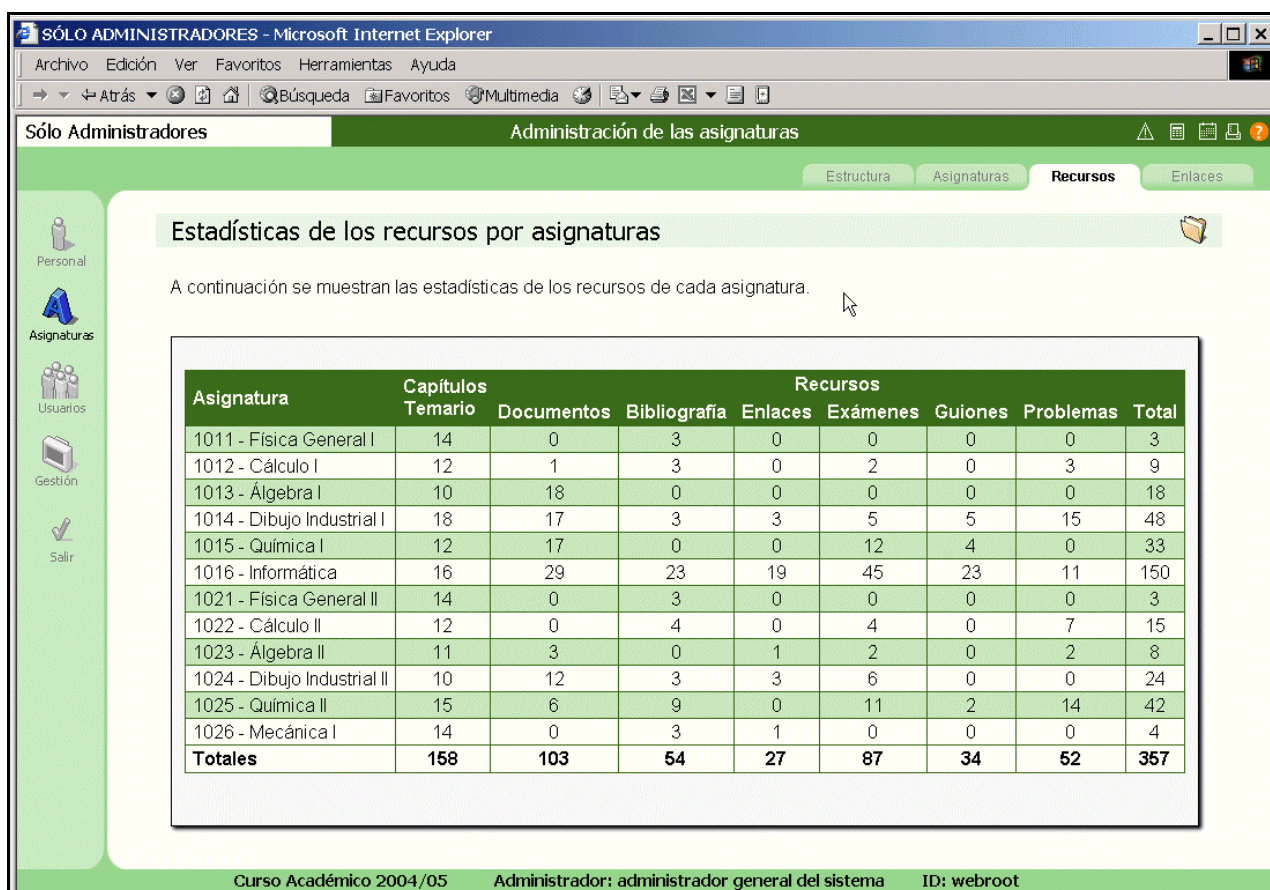 SÓLO ADMINISTRADORES - Microsoft Internet Explorer
Archivo Edición Ver Favoritos Herramientas Ayuda
Atrás Búsqueda Favoritos Multimedia
Sólo Administradores Administración de las asignaturas ?
Estructura Asignaturas Recursos Enlaces
Personal
Asignaturas
Usuarios
Gestión
Salir
Estadísticas de los recursos por asignaturas
A continuación se muestran las estadísticas de los recursos de cada asignatura.
Asignatura Capítulos Temario Recursos
Documentos Bibliografía Enlaces Exámenes Guiones Problemas Total
1011 - Física General I 14 0 3 0 0 0 0 3
1012 - Cálculo I 12 1 3 0 2 0 3 9
1013 - Álgebra I 10 18 0 0 0 0 0 18
1014 - Dibujo Industrial I 18 17 3 3 5 5 15 48
1015 - Química I 12 17 0 0 12 4 0 33
1016 - Informática 16 29 23 19 45 23 11 150
1021 - Física General II 14 0 3 0 0 0 0 3
1022 - Cálculo II 12 0 4 0 4 0 7 15
1023 - Álgebra II 11 3 0 1 2 0 2 8
1024 - Dibujo Industrial II 10 12 3 3 6 0 0 24
1025 - Química II 15 6 9 0 11 2 14 42
1026 - Mecánica I 14 0 3 1 0 0 0 4
Totales 158 103 54 27 87 34 52 357
Curso Académico 2004/05 Administrador: administrador general del sistema ID: webroot